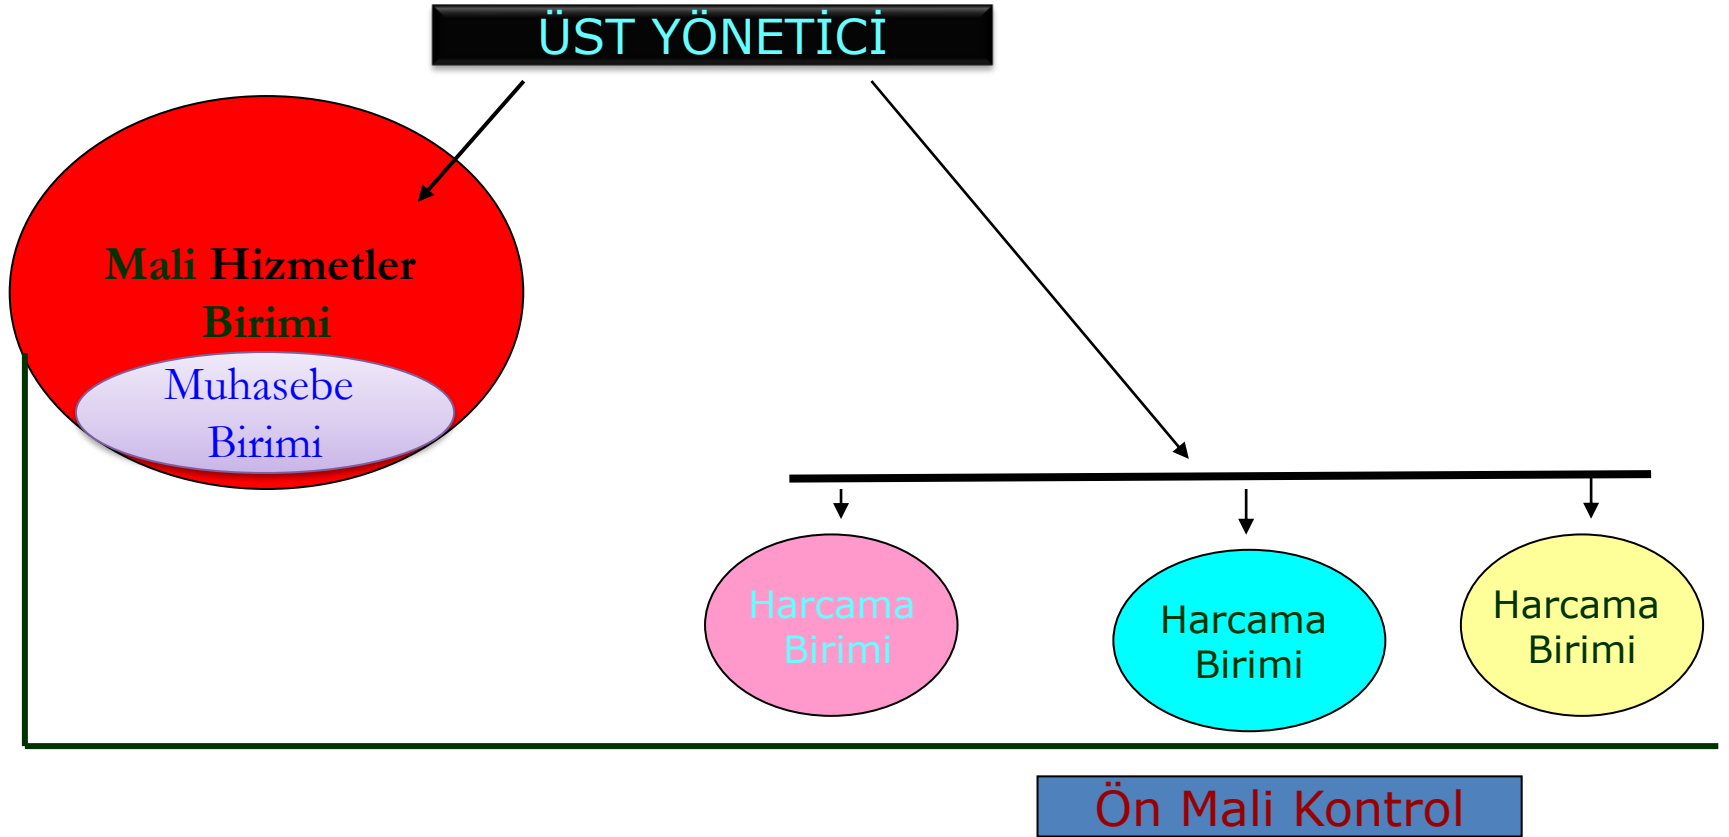 ÜST YÖNETİCİ
Mali Hizmetler
Birimi
Muhasebe
Birimi
Harcama
Birimi
Harcama
Birimi
Harcama
Birimi
Ön Mali Kontrol